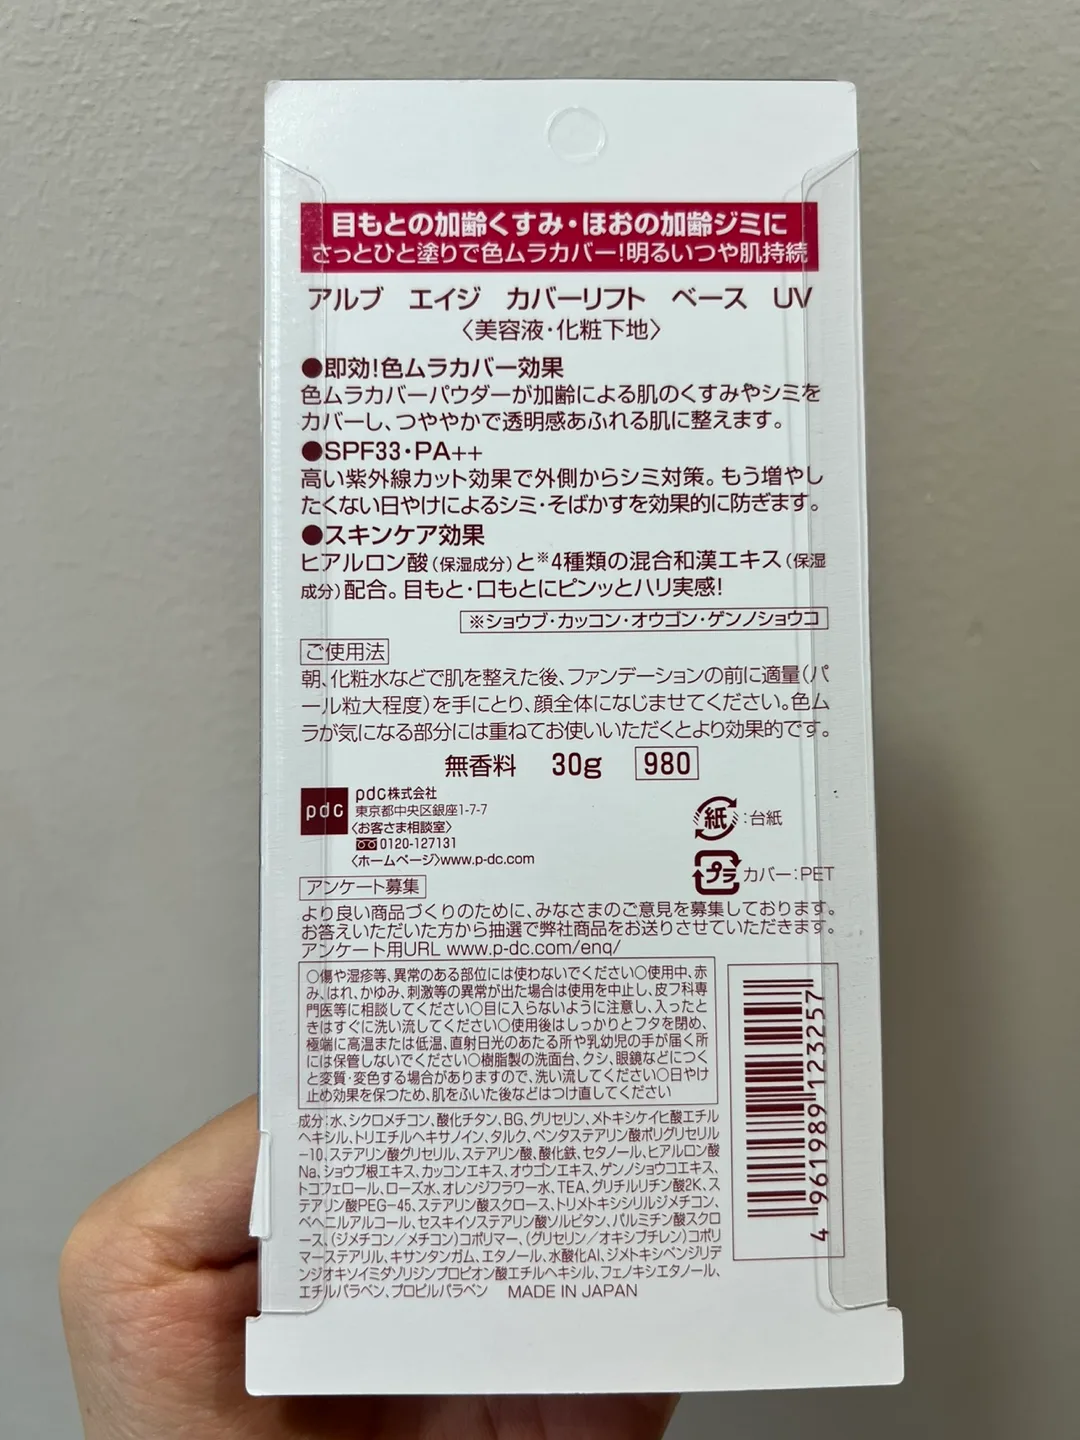 目もとの加齢くすみ・ほおの加齢ジミに
さっとひと塗りで色ムラカバー!明るいつや肌持続
アルブ エイジ カバーリフト ベース UV
〈美容液・化粧下地〉
●即効!色ムラカバー効果
色ムラカバーパウダーが加齢による肌のくすみやシミを
カバーし、つややかで透明感あふれる肌に整えます。
●SPF33・PA++
高い紫外線カット効果で外側からシミ対策。もう増やし
たくない日やけによるシミ・そばかすを効果的に防ぎます。
●スキンケア効果
ヒアルロン酸(保湿成分)と※4種類の混合和漢エキス(保湿
成分)配合。目もと・口もとにピンッとハリ実感!
※ショウブ・カッコン・オウゴン・ゲンノショウコ
ご使用法
朝、化粧水などで肌を整えた後、ファンデーションの前に適量(パ
ール粒大程度)を手にとり、顔全体になじませてください。色ム
ラが気になる部分には重ねてお使いいただくとより効果的です。
無香料 30g 980
pdc
pdc株式会社
東京都中央区銀座1-7-7
〈お客さま相談室〉
0120-127131
〈ホームページ〉www.p-dc.com
紙:台紙
プラ カバー:PET
アンケート募集
より良い商品づくりのために、みなさまのご意見を募集しております。
お答えいただいた方から抽選で弊社商品をお送りさせていただきます。
アンケート用URL www.p-dc.com/enq/
○傷や湿疹等、異常のある部位には使わないでください○使用中、赤
み、はれ、かゆみ、刺激等の異常が出た場合は使用を中止し、皮フ科専
門医等に相談してください○目に入らないように注意し、入ったと
きはすぐに洗い流してください○使用後はしっかりとフタを閉め、
極端に高温または低温、直射日光のあたる所や乳幼児の手が届く所
には保管しないでください○樹脂製の洗面台、クシ、眼鏡などにつく
と変質・変色する場合がありますので、洗い流してください○日やけ
止め効果を保つため、肌をふいた後などはつけ直してください
成分:水、シクロメチコン、酸化チタン、BG、グリセリン、メトキシケイヒ酸エチル
ヘキシル、トリエチルヘキサノイン、タルク、ペンタステアリン酸ポリグリセリル
-10、ステアリン酸グリセリル、ステアリン酸、酸化鉄、セタノール、ヒアルロン酸
Na、ショウブ根エキス、カッコンエキス、オウゴンエキス、ゲンノショウコエキス、
トコフェロール、ローズ水、オレンジフラワー水、TEA、グリチルリチン酸2K、ス
テアリン酸PEG-45、ステアリン酸スクロース、トリメトキシシリルジメチコン、
ベヘニルアルコール、セスキイソステアリン酸ソルビタン、パルミチン酸スクロ
ース、(ジメチコン/メチコン)コポリマー、(グリセリン/オキシブチレン)コポリ
マーステアリル、キサンタンガム、エタノール、水酸化Al、ジメトキシベンジリデ
ンジオキソイミダゾリジンプロピオン酸エチルヘキシル、フェノキシエタノール、
エチルパラベン、プロピルパラベン MADE IN JAPAN
4 961989 123257